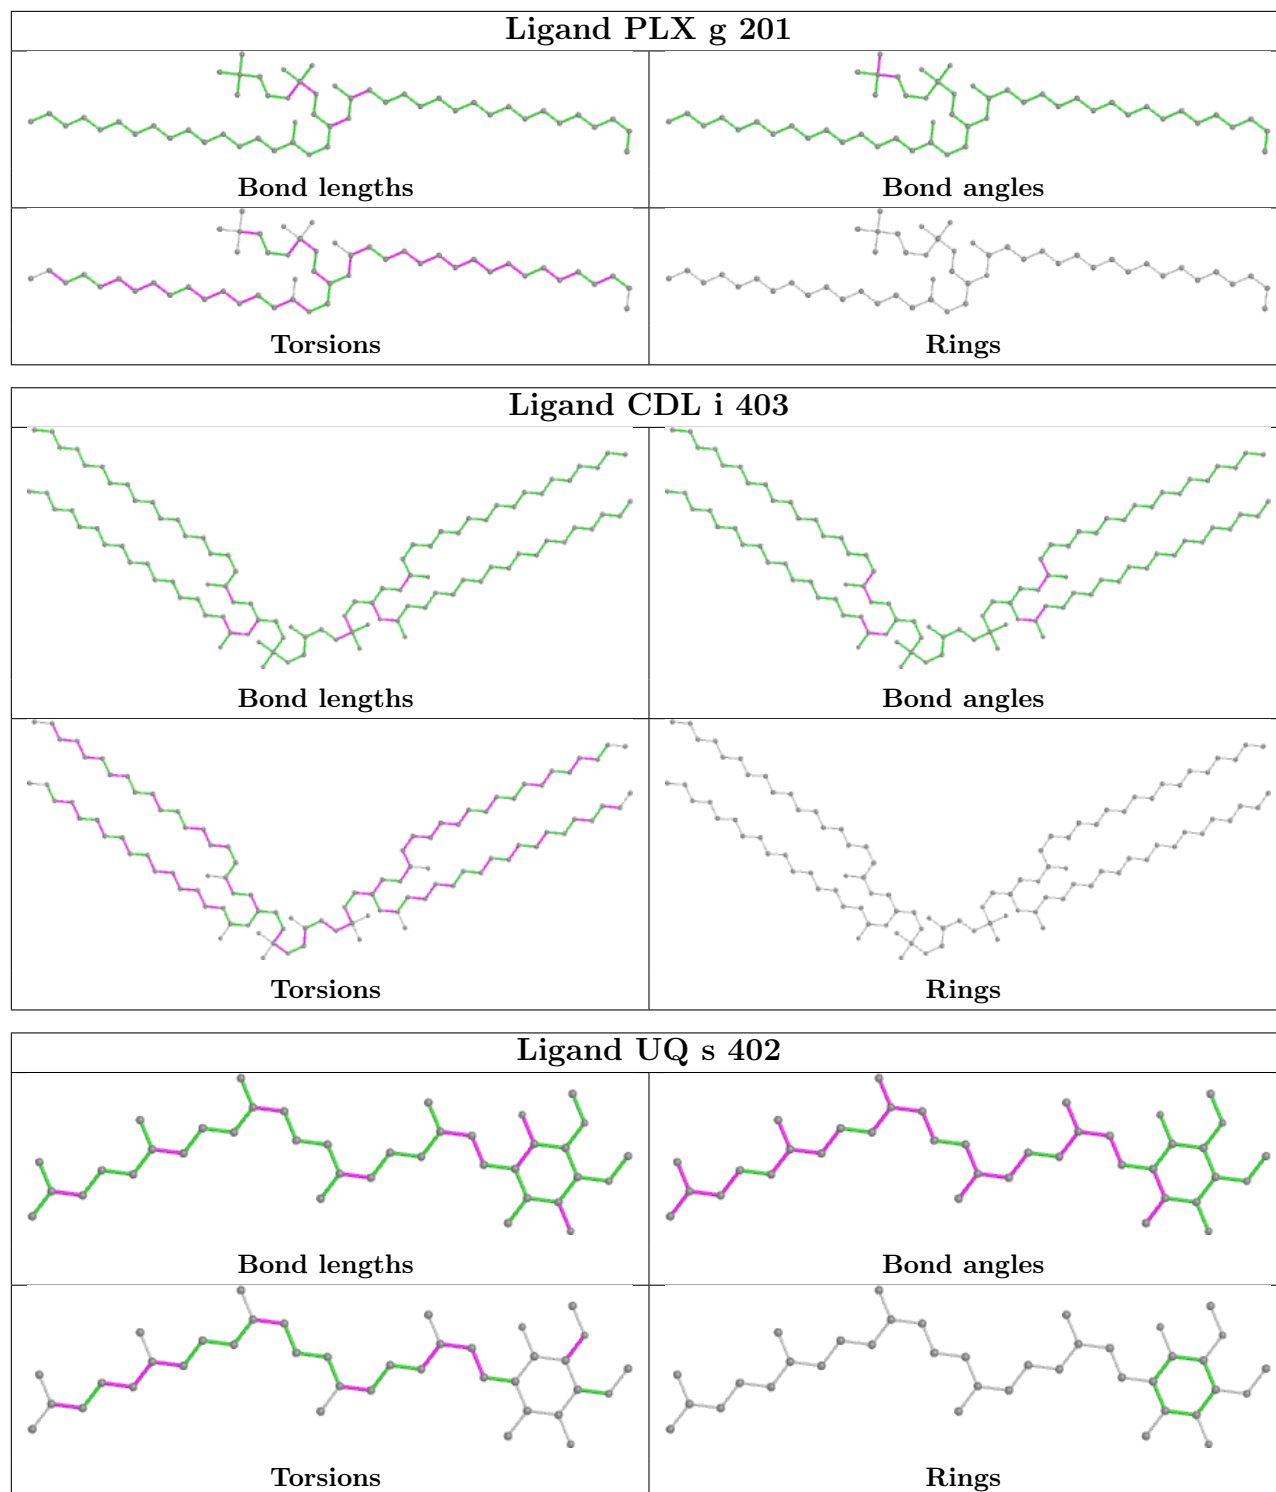 Ligand PLX g 201
Bond lengths
Bond angles
Torsions
Rings
Ligand CDL i 403
Bond lengths
Bond angles
Torsions
Rings
Ligand UQ s 402
Bond lengths
Bond angles
Torsions
Rings